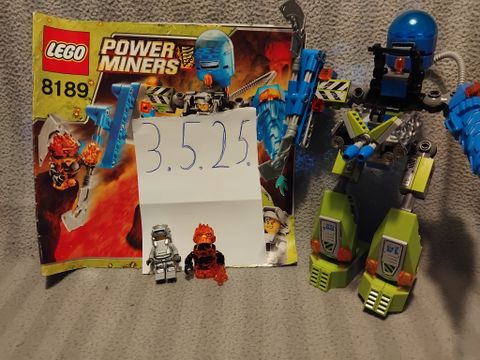 LEGO
POWER
MINERS
8189
3.5.25.